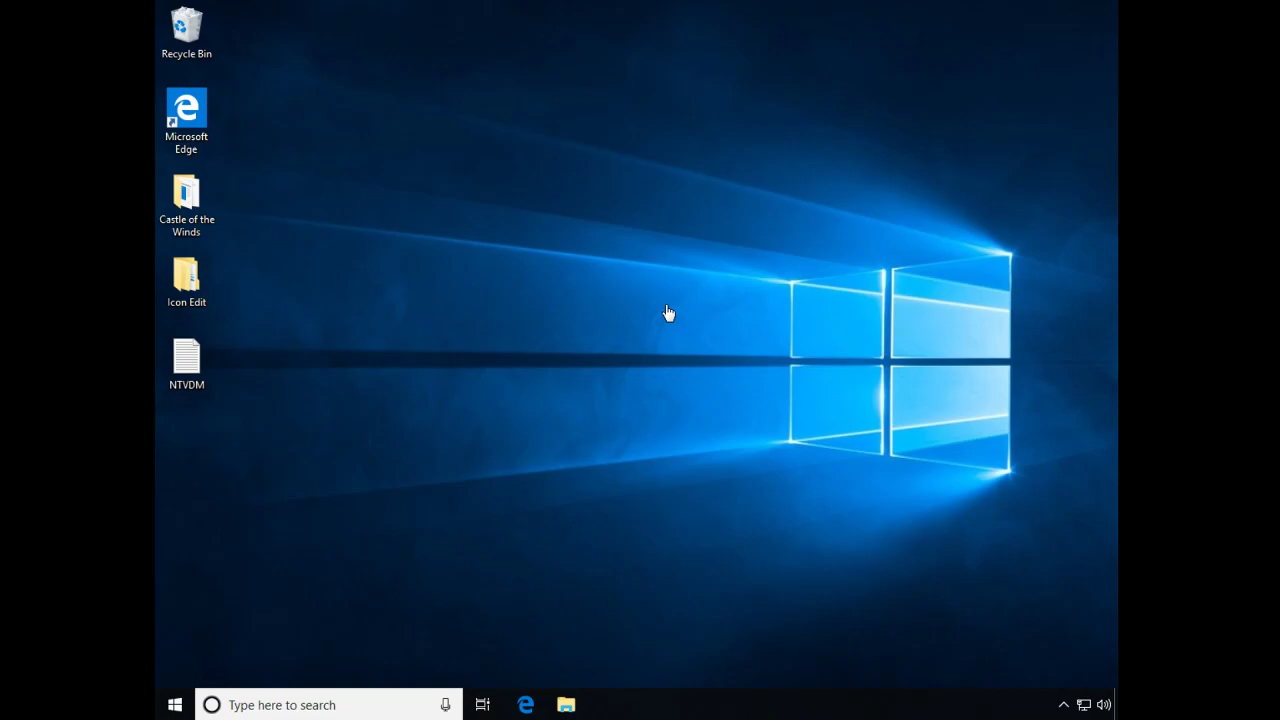 Recycle Bin
Microsoft
Edge
Castle of the
Winds
Icon Edit
NTVDM
Type here to search